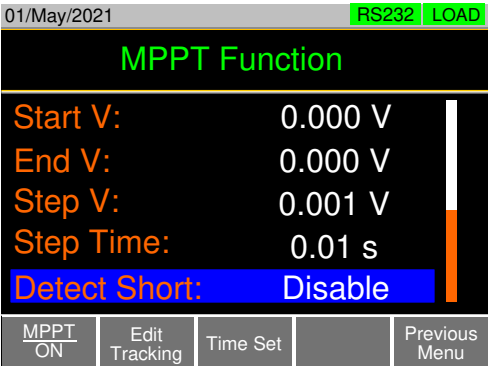 01/May/2021 RS232 LOAD
MPPT Function
Start V: 0.000 V
End V: 0.000 V
Step V: 0.001 V
Step Time: 0.01 s
Detect Short: Disable
MPPT Edit Time Set Previous
ON Tracking Menu